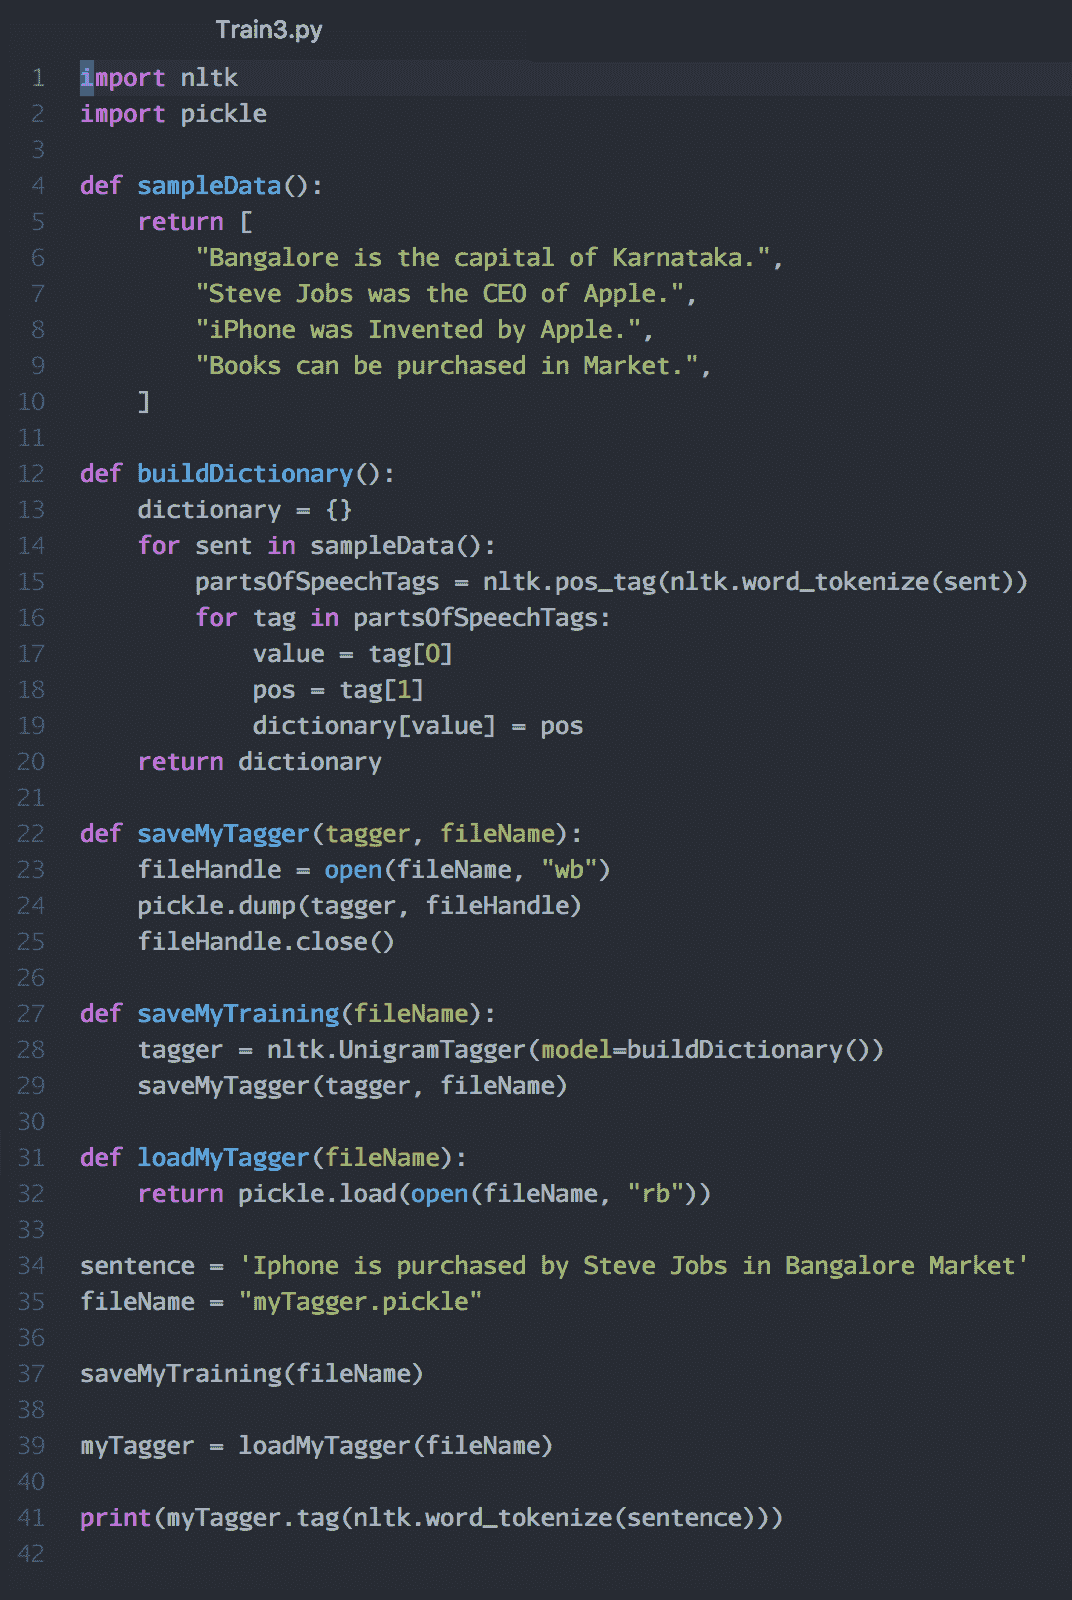 Train3.py
1 import nltk
2 import pickle
3
4 def sampleData():
5     return [
6         "Bangalore is the capital of Karnataka.",
7         "Steve Jobs was the CEO of Apple.",
8         "iPhone was Invented by Apple.",
9         "Books can be purchased in Market.",
10     ]
11
12 def buildDictionary():
13     dictionary = {}
14     for sent in sampleData():
15         partsOfSpeechTags = nltk.pos_tag(nltk.word_tokenize(sent))
16         for tag in partsOfSpeechTags:
17             value = tag[0]
18             pos = tag[1]
19             dictionary[value] = pos
20     return dictionary
21
22 def saveMyTagger(tagger, fileName):
23     fileHandle = open(fileName, "wb")
24     pickle.dump(tagger, fileHandle)
25     fileHandle.close()
26
27 def saveMyTraining(fileName):
28     tagger = nltk.UnigramTagger(model=buildDictionary())
29     saveMyTagger(tagger, fileName)
30
31 def loadMyTagger(fileName):
32     return pickle.load(open(fileName, "rb"))
33
34 sentence = 'Iphone is purchased by Steve Jobs in Bangalore Market'
35 fileName = "myTagger.pickle"
36
37 saveMyTraining(fileName)
38
39 myTagger = loadMyTagger(fileName)
40
41 print(myTagger.tag(nltk.word_tokenize(sentence)))
42